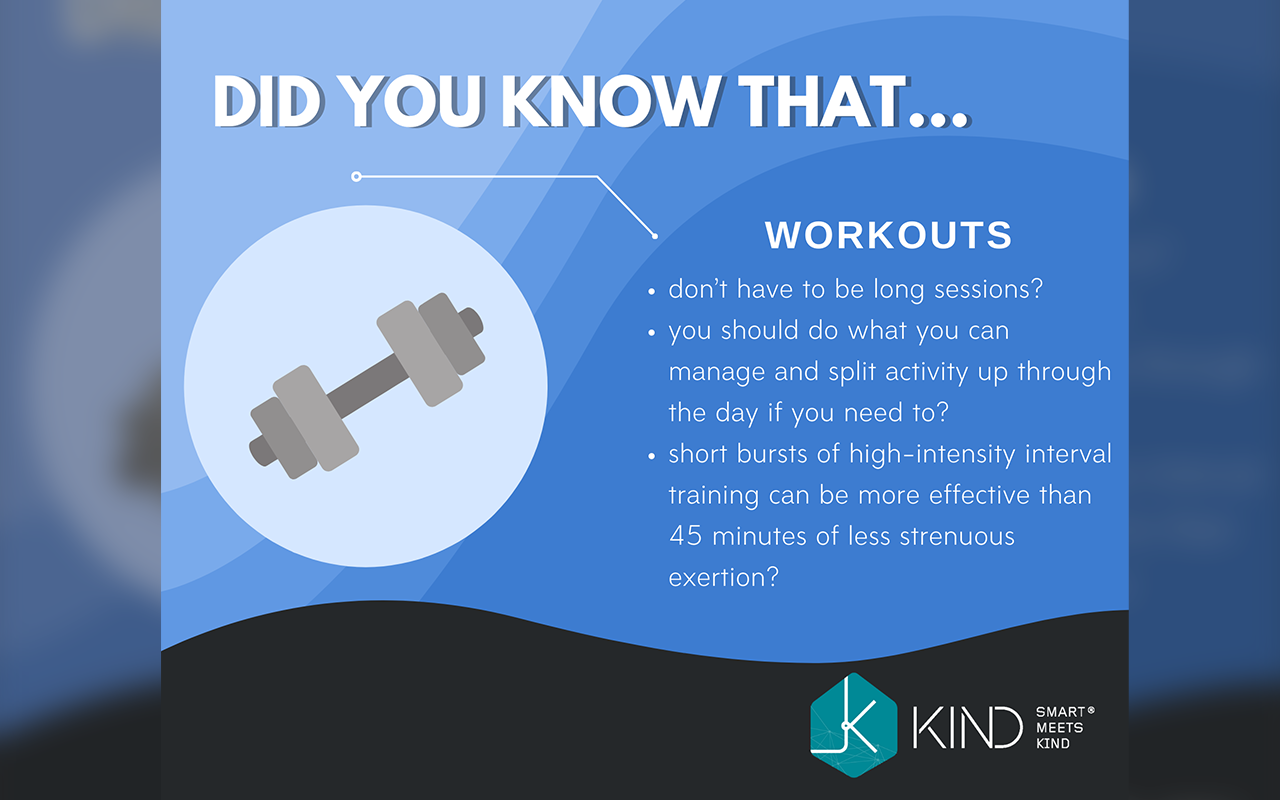 DID YOU KNOW THAT...
WORKOUTS
• don't have to be long sessions?
• you should do what you can
manage and split activity up through
the day if you need to?
• short bursts of high-intensity interval
training can be more effective than
45 minutes of less strenuous
exertion?
KIND
SMART®
MEETS
KIND